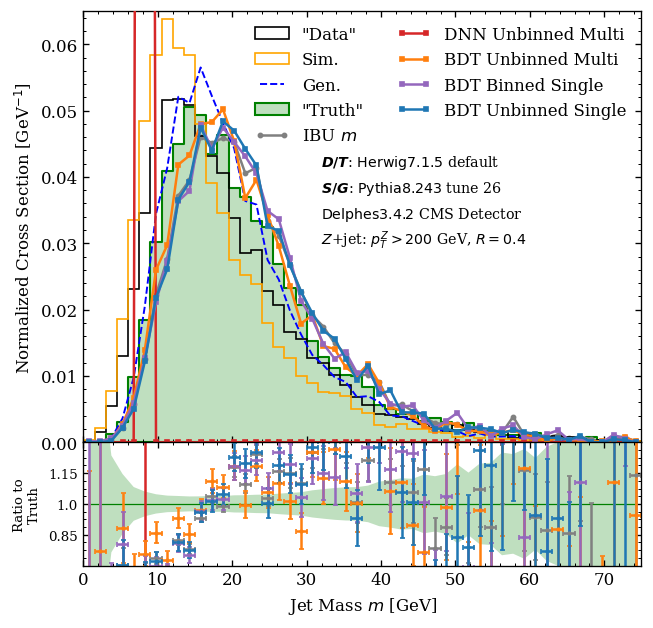 Normalized Cross Section [GeV⁻¹]
0.06
0.05
0.04
0.03
0.02
0.01
0.00
"Data"
Sim.
Gen.
"Truth"
IBU m
DNN Unbinned Multi
BDT Unbinned Multi
BDT Binned Single
BDT Unbinned Single
D/T: Herwig7.1.5 default
S/G: Pythia8.243 tune 26
Delphes3.4.2 CMS Detector
Z+jet: p_T^Z > 200 GeV, R = 0.4
Ratio to
Truth
1.15
1.0
0.85
0 10 20 30 40 50 60 70
Jet Mass m [GeV]